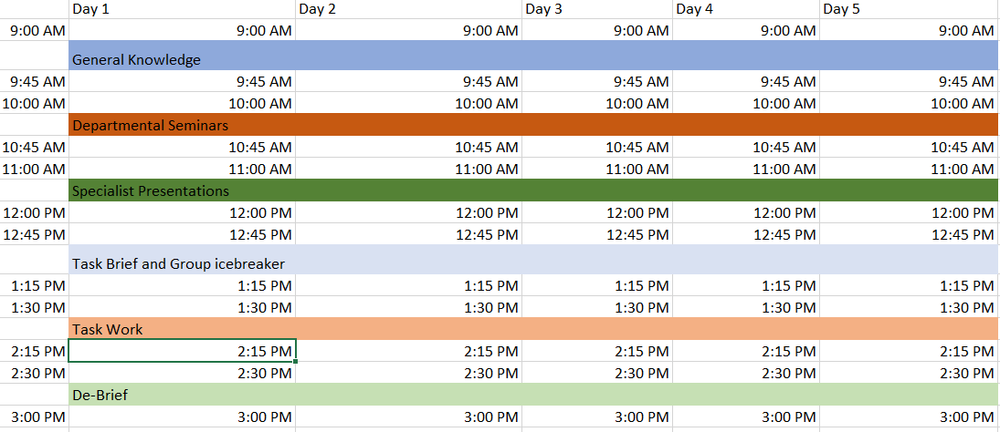 Day 1 Day 2 Day 3 Day 4 Day 5
9:00 AM 9:00 AM 9:00 AM 9:00 AM 9:00 AM 9:00 AM
General Knowledge
9:45 AM 9:45 AM 9:45 AM 9:45 AM 9:45 AM 9:45 AM
10:00 AM 10:00 AM 10:00 AM 10:00 AM 10:00 AM 10:00 AM
Departmental Seminars
10:45 AM 10:45 AM 10:45 AM 10:45 AM 10:45 AM 10:45 AM
11:00 AM 11:00 AM 11:00 AM 11:00 AM 11:00 AM 11:00 AM
Specialist Presentations
12:00 PM 12:00 PM 12:00 PM 12:00 PM 12:00 PM 12:00 PM
12:45 PM 12:45 PM 12:45 PM 12:45 PM 12:45 PM 12:45 PM
Task Brief and Group icebreaker
1:15 PM 1:15 PM 1:15 PM 1:15 PM 1:15 PM 1:15 PM
1:30 PM 1:30 PM 1:30 PM 1:30 PM 1:30 PM 1:30 PM
Task Work
2:15 PM 2:15 PM 2:15 PM 2:15 PM 2:15 PM 2:15 PM
2:30 PM 2:30 PM 2:30 PM 2:30 PM 2:30 PM 2:30 PM
De-Brief
3:00 PM 3:00 PM 3:00 PM 3:00 PM 3:00 PM 3:00 PM